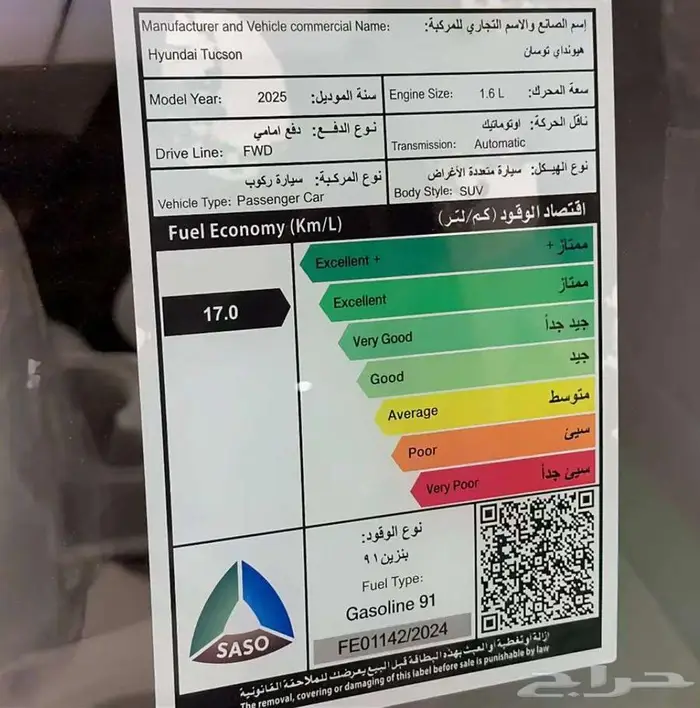 Manufacturer and Vehicle commercial Name: إسم الصانع والاسم التجاري للمركبة:
Hyundai Tucson هيونداي توسان
Model Year: 2025 سنة الموديل:
Engine Size: 1.6 L سعة المحرك:
نوع الدفع: دفع امامي
Drive Line: FWD
ناقل الحركة: اوتوماتيك
Transmission: Automatic
نوع المركبة: سيارة ركوب
Vehicle Type: Passenger Car
نوع الهيكل: سيارة متعددة الأغراض
Body Style: SUV
Fuel Economy (Km/L) اقتصاد الوقود (كم/لتر)
17.0
Excellent + ممتاز +
Excellent ممتاز
Very Good جيد جداً
Good جيد
Average متوسط
Poor سيئ
Very Poor سيئ جداً
نوع الوقود:
بنزين ٩١
Fuel Type:
Gasoline 91
FE01142/2024
SASO
إزالة أو تغطية أو العبث بهذه البطاقة قبل البيع يعرضك للملاحقة القانونية
The removal, covering or damaging of this label before sale is punishable by law
حراج